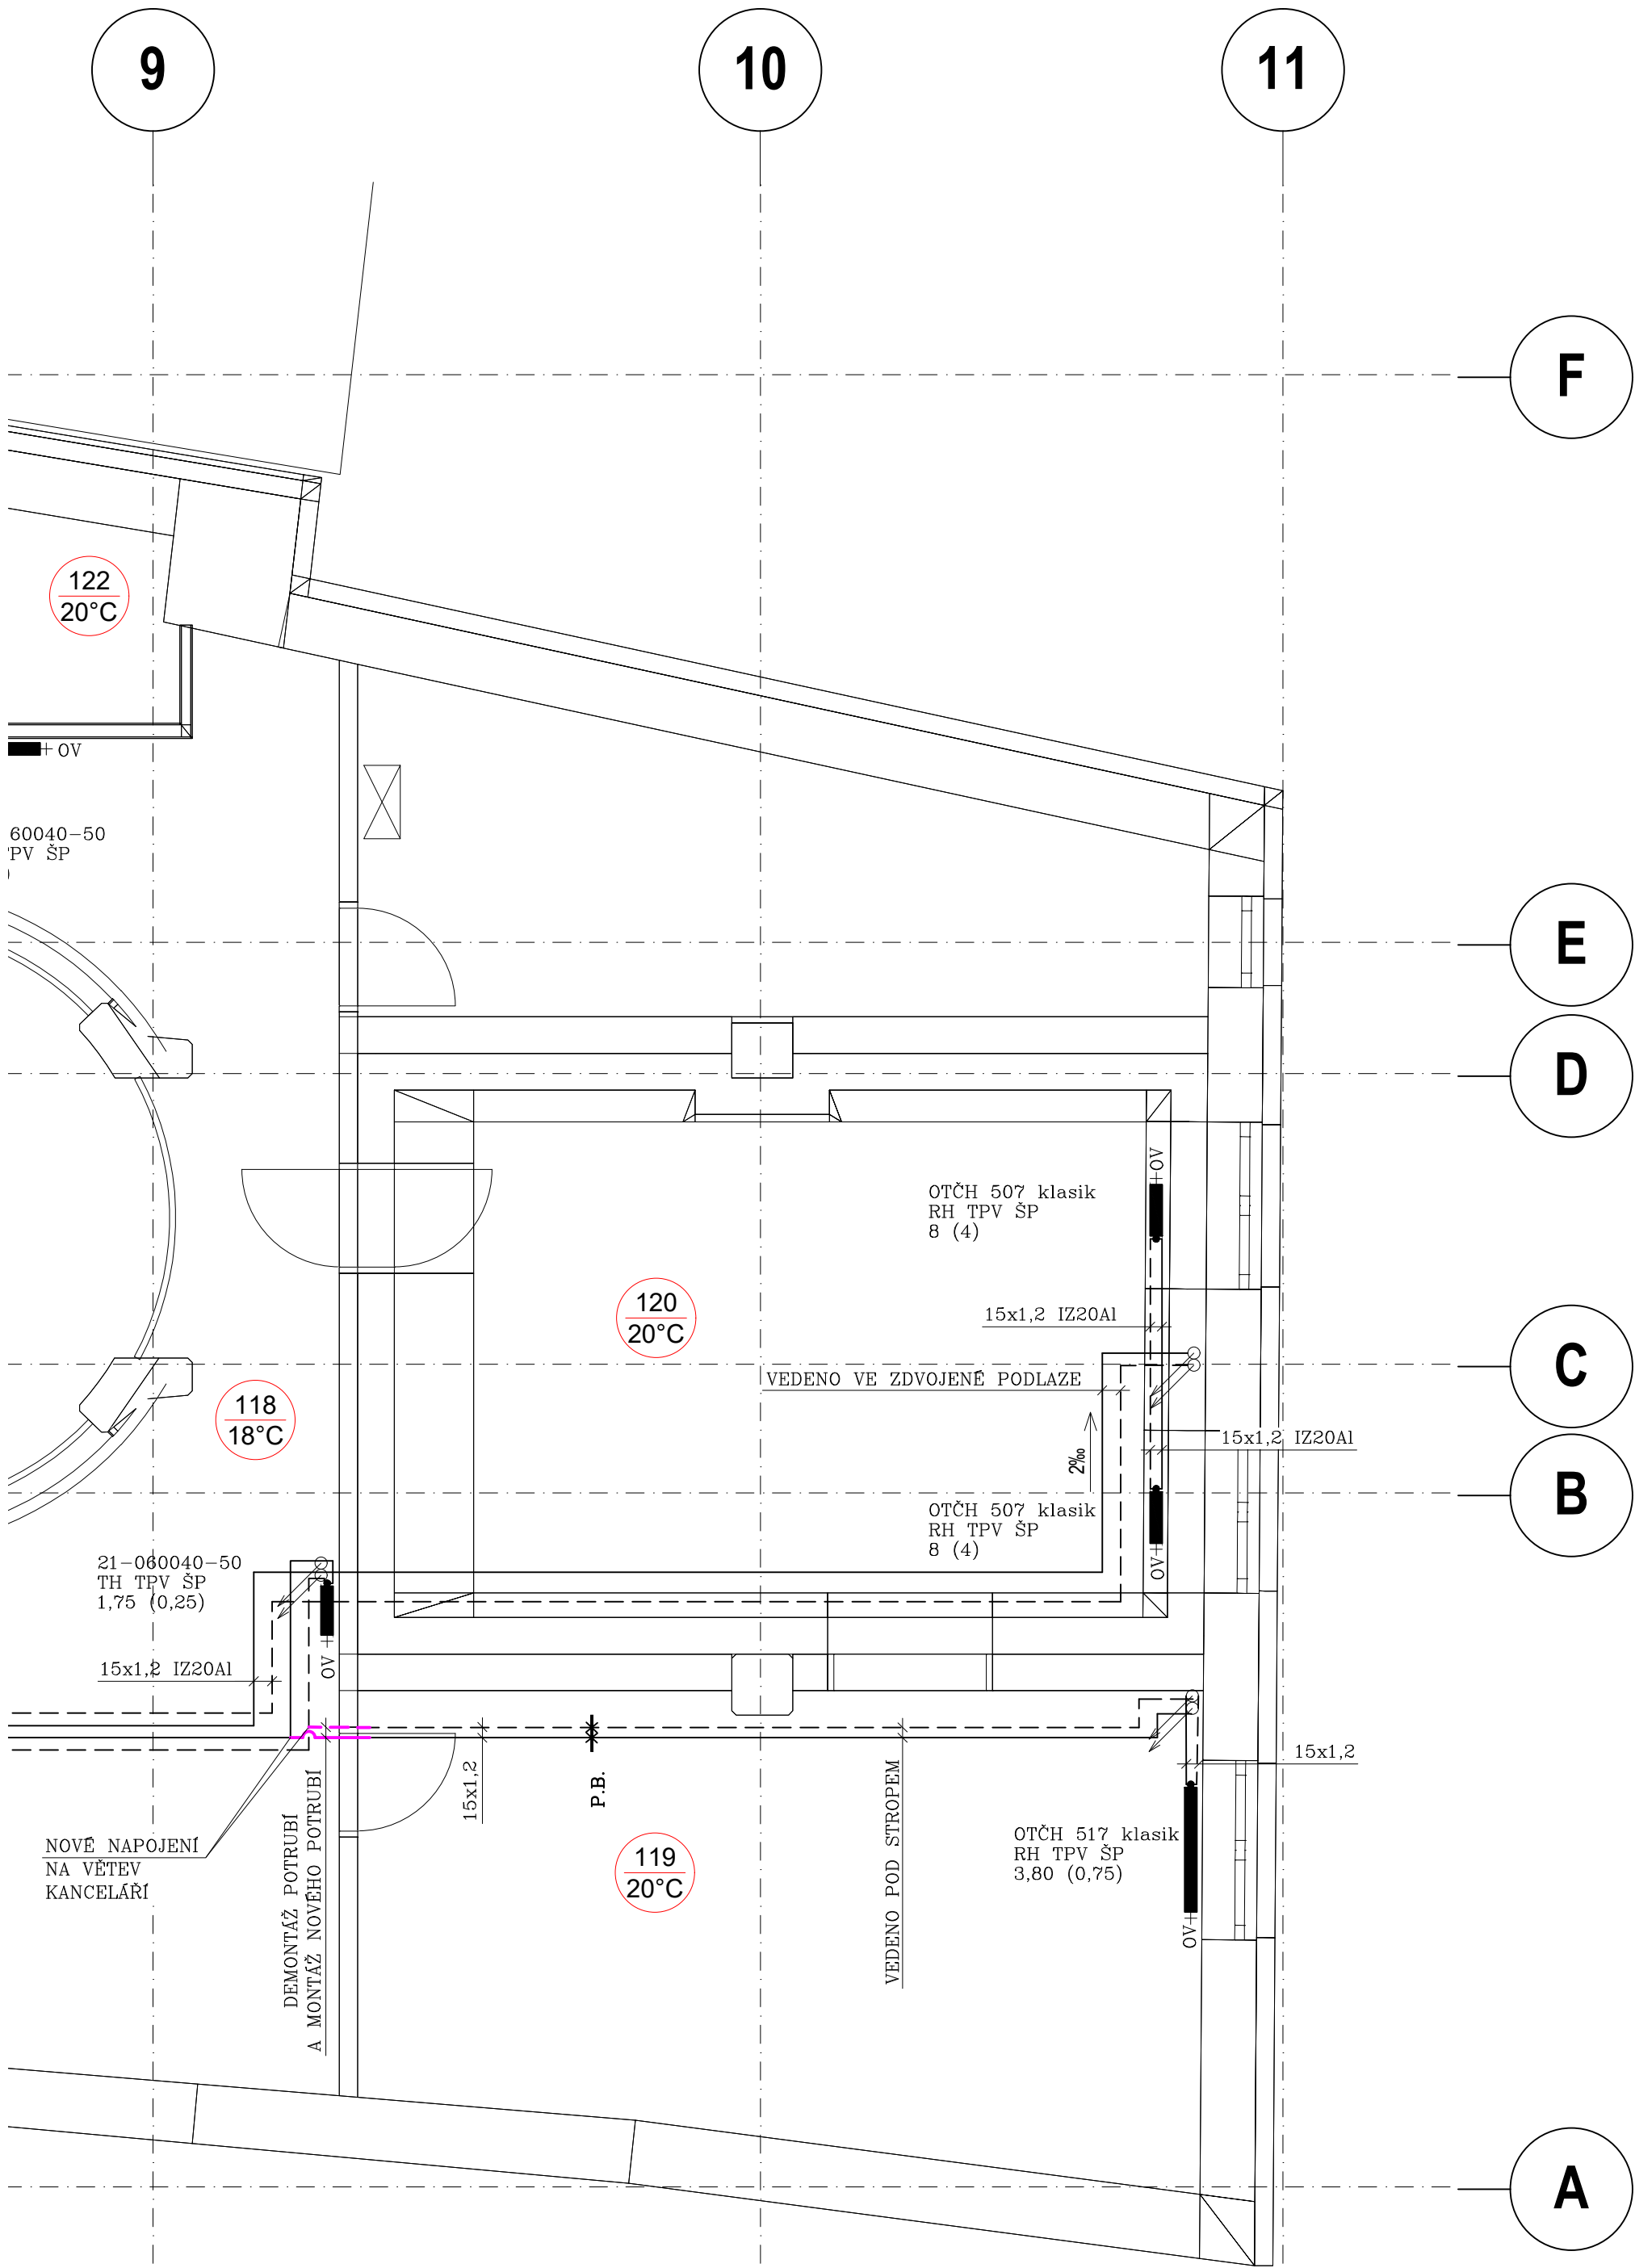 9
10
11
F
122
20°C
OV
60040-50
TPV ŠP
)
E
D
OV
OTČH 507 klasik
RH TPV ŠP
8 (4)
120
20°C
15x1,2 IZ20Al
C
VEDENO VE ZDVOJENÉ PODLAZE
118
18°C
15x1,2 IZ20Al
2‰
B
OTČH 507 klasik
RH TPV ŠP
8 (4)
OV
21-060040-50
TH TPV ŠP
1,75 (0,25)
OV
15x1,2 IZ20Al
15x1,2
15x1,2
P.B.
VEDENO POD STROPEM
DEMONTÁŽ POTRUBÍ
A MONTÁŽ NOVÉHO POTRUBÍ
NOVÉ NAPOJENÍ
NA VĚTEV
KANCELÁŘÍ
119
20°C
OTČH 517 klasik
RH TPV ŠP
3,80 (0,75)
OV
A